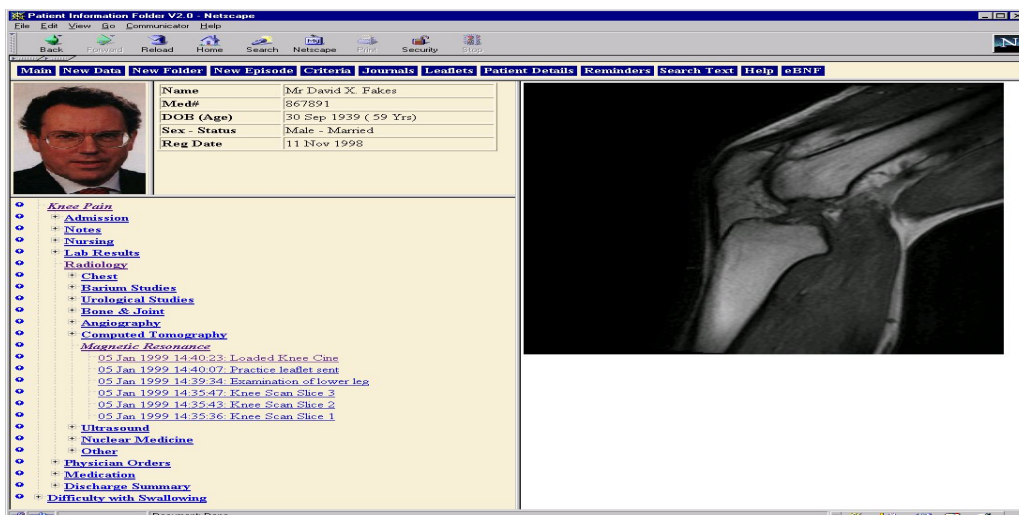 Patient Information Folder V2.0 - Netscape
File Edit View Go Communicator Help
Back Forward Reload Home Search Netscape Print Security Stop
Main New Data New Folder New Episode Criteria Journals Leaflets Patient Details Reminders Search Text Help eBNF
Name Mr David X. Fakes
Med# 867891
DOB (Age) 30 Sep 1939 ( 59 Yrs)
Sex - Status Male - Married
Reg Date 11 Nov 1998
Knee Pain
Admission
Notes
Nursing
Lab Results
Radiology
Chest
Barium Studies
Urological Studies
Bone & Joint
Angiography
Computed Tomography
Magnetic Resonance
05 Jan 1999 14:40:23: Loaded Knee Cine
05 Jan 1999 14:40:07: Practice leaflet sent
05 Jan 1999 14:39:34: Examination of lower leg
05 Jan 1999 14:35:47: Knee Scan Slice 3
05 Jan 1999 14:35:43: Knee Scan Slice 2
05 Jan 1999 14:35:36: Knee Scan Slice 1
Ultrasound
Nuclear Medicine
Other
Physician Orders
Medication
Discharge Summary
Difficulty with Swallowing
Document: Done